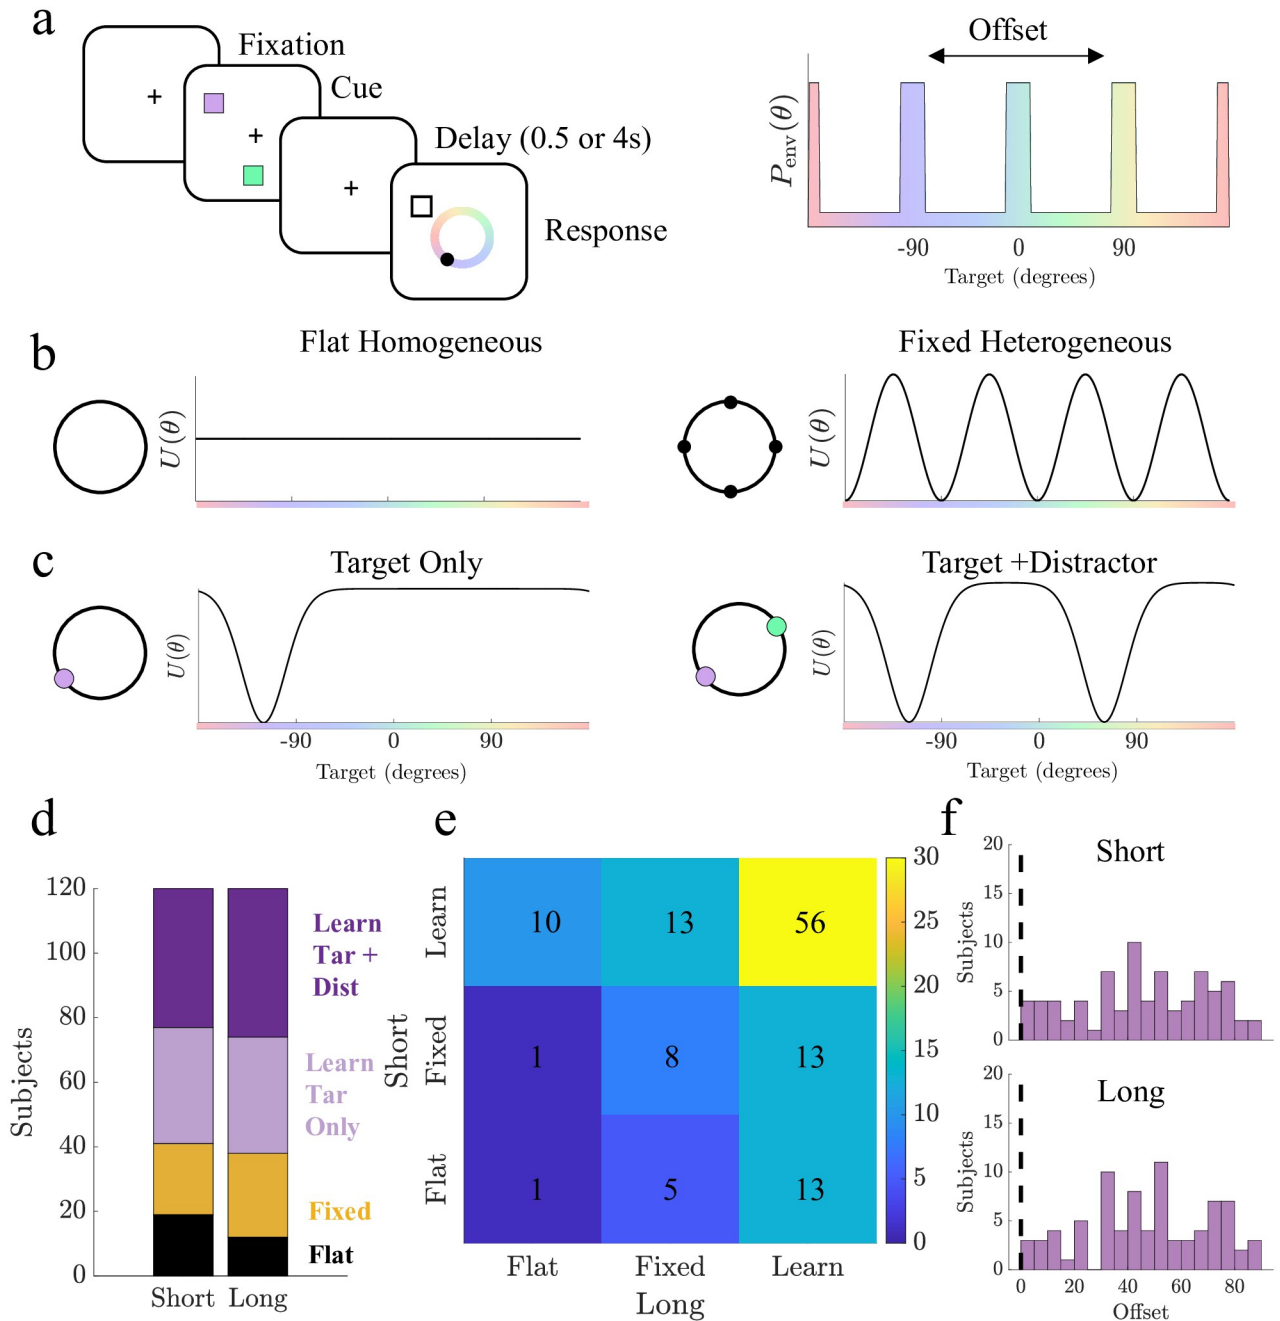 a
Fixation
Cue
Delay (0.5 or 4s)
Response
Offset
P_env(θ)
-90 0 90
Target (degrees)
b
Flat Homogeneous
U(θ)
Fixed Heterogeneous
U(θ)
c
Target Only
U(θ)
-90 0 90
Target (degrees)
Target +Distractor
U(θ)
-90 0 90
Target (degrees)
d
Subjects
120
100
80
60
40
20
0
Short Long
Learn
Tar +
Dist
Learn
Tar
Only
Fixed
Flat
e
Short
Learn
Fixed
Flat
10 13 56
1 8 13
1 5 13
Flat Fixed Learn
Long
30
25
20
15
10
5
0
f
Short
Subjects
20
15
10
5
0
Long
Subjects
20
15
10
5
0
0 20 40 60 80
Offset